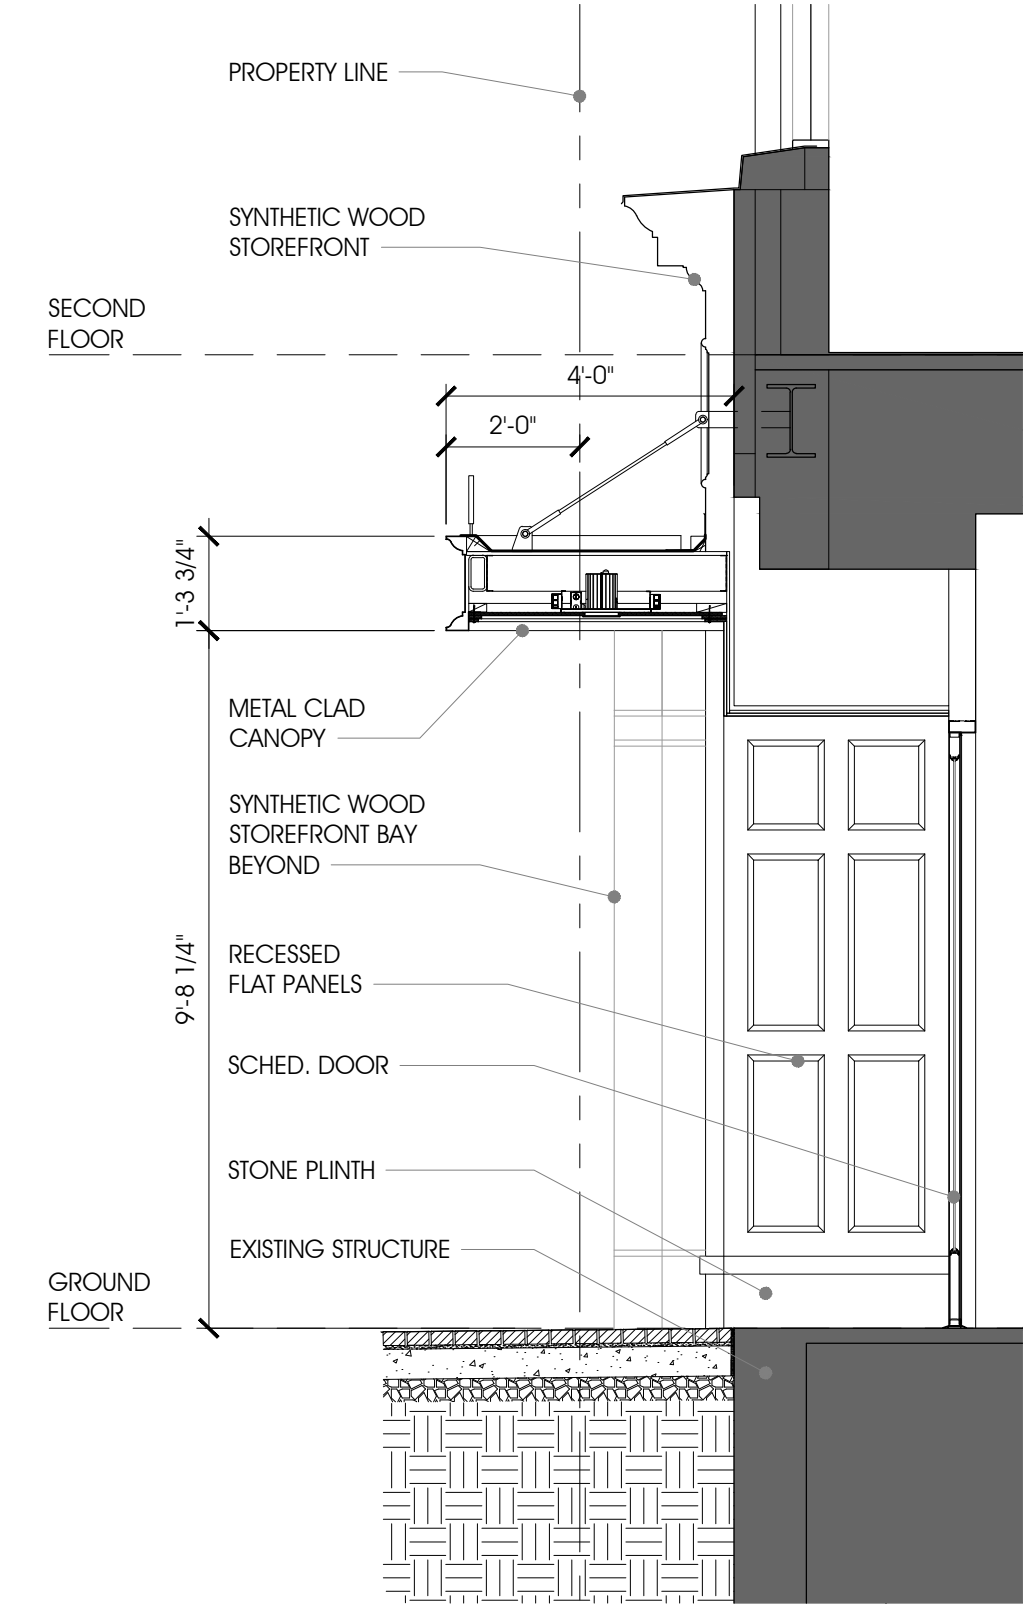 PROPERTY LINE
SYNTHETIC WOOD
STOREFRONT
SECOND
FLOOR
4'-0"
2'-0"
1'-3 3/4"
METAL CLAD
CANOPY
SYNTHETIC WOOD
STOREFRONT BAY
BEYOND
9'-8 1/4"
RECESSED
FLAT PANELS
SCHED. DOOR
STONE PLINTH
EXISTING STRUCTURE
GROUND
FLOOR